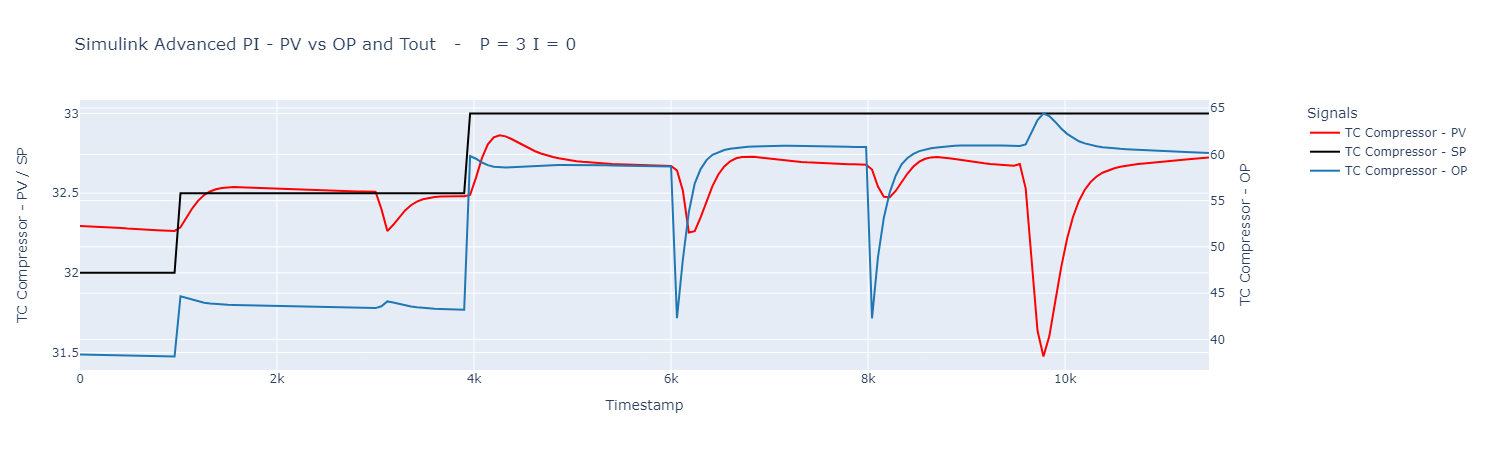 Simulink Advanced PI - PV vs OP and Tout - P = 3 I = 0
Signals
TC Compressor - PV
TC Compressor - SP
TC Compressor - OP
TC Compressor - PV / SP
33
32.5
32
31.5
65
60
55
50
45
40
TC Compressor - OP
0
2k
4k
6k
8k
10k
Timestamp